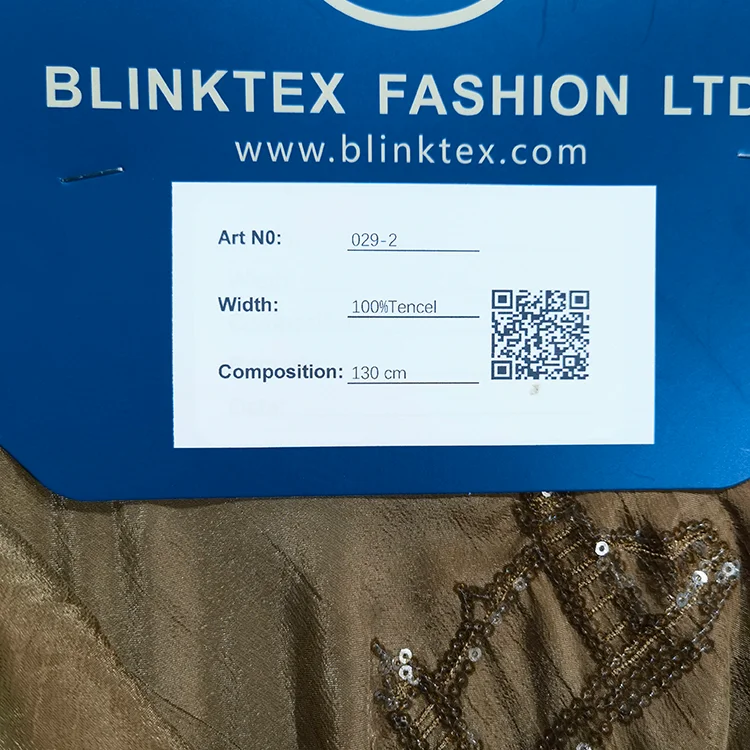 BLINKTEX FASHION LTD
www.blinktex.com
Art N0: 029-2
Width: 100%Tencel
Composition: 130 cm